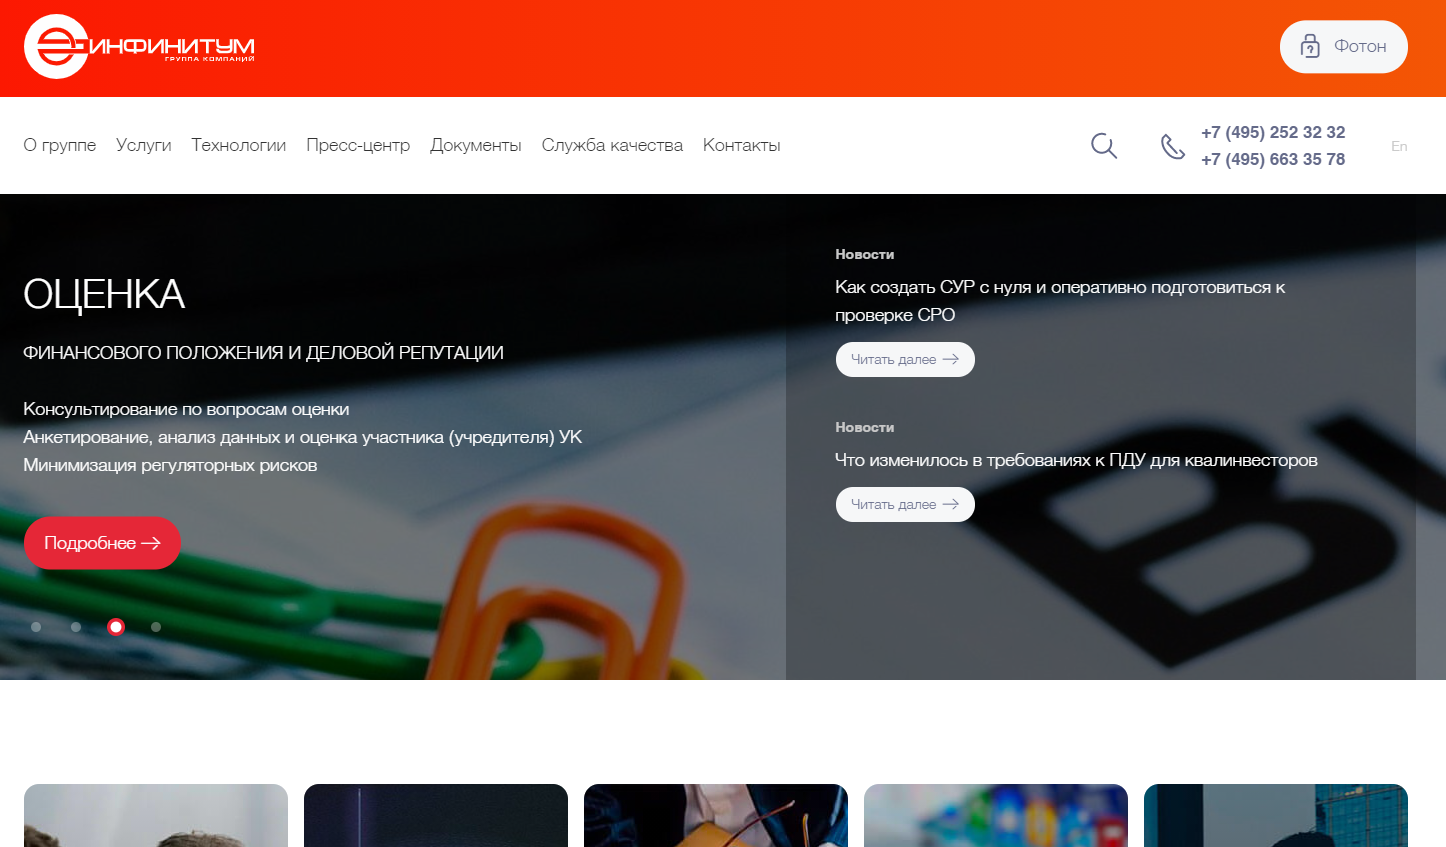 ИНФИНИТУМ
ГРУППА КОМПАНИЙ
Фотон
О группе Услуги Технологии Пресс-центр Документы Служба качества Контакты
+7 (495) 252 32 32
+7 (495) 663 35 78
En
ОЦЕНКА
ФИНАНСОВОГО ПОЛОЖЕНИЯ И ДЕЛОВОЙ РЕПУТАЦИИ
Консультирование по вопросам оценки
Анкетирование, анализ данных и оценка участника (учредителя) УК
Минимизация регуляторных рисков
Подробнее
Новости
Как создать СУР с нуля и оперативно подготовиться к
проверке СРО
Читать далее
Новости
Что изменилось в требованиях к ПДУ для квалинвесторов
Читать далее